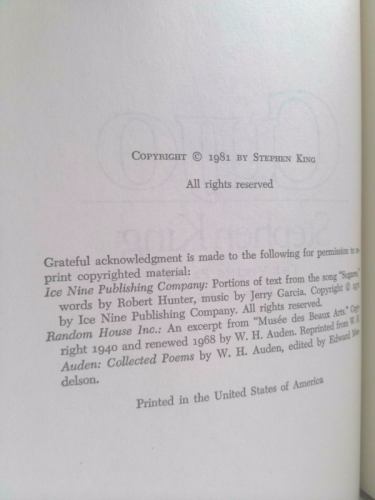 COPYRIGHT © 1981 BY STEPHEN KING
All rights reserved
Grateful acknowledgment is made to the following for permission to re-
print copyrighted material:
Ice Nine Publishing Company: Portions of text from the song
words by Robert Hunter, music by Jerry Garcia. Copyright ©
by Ice Nine Publishing Company. All rights reserved.
Random House Inc.: An excerpt from "Musée des Beaux Arts." Copy-
right 1940 and renewed 1968 by W. H. Auden. Reprinted from W. H.
Auden: Collected Poems by W. H. Auden, edited by Edward
delson.
Printed in the United States of America